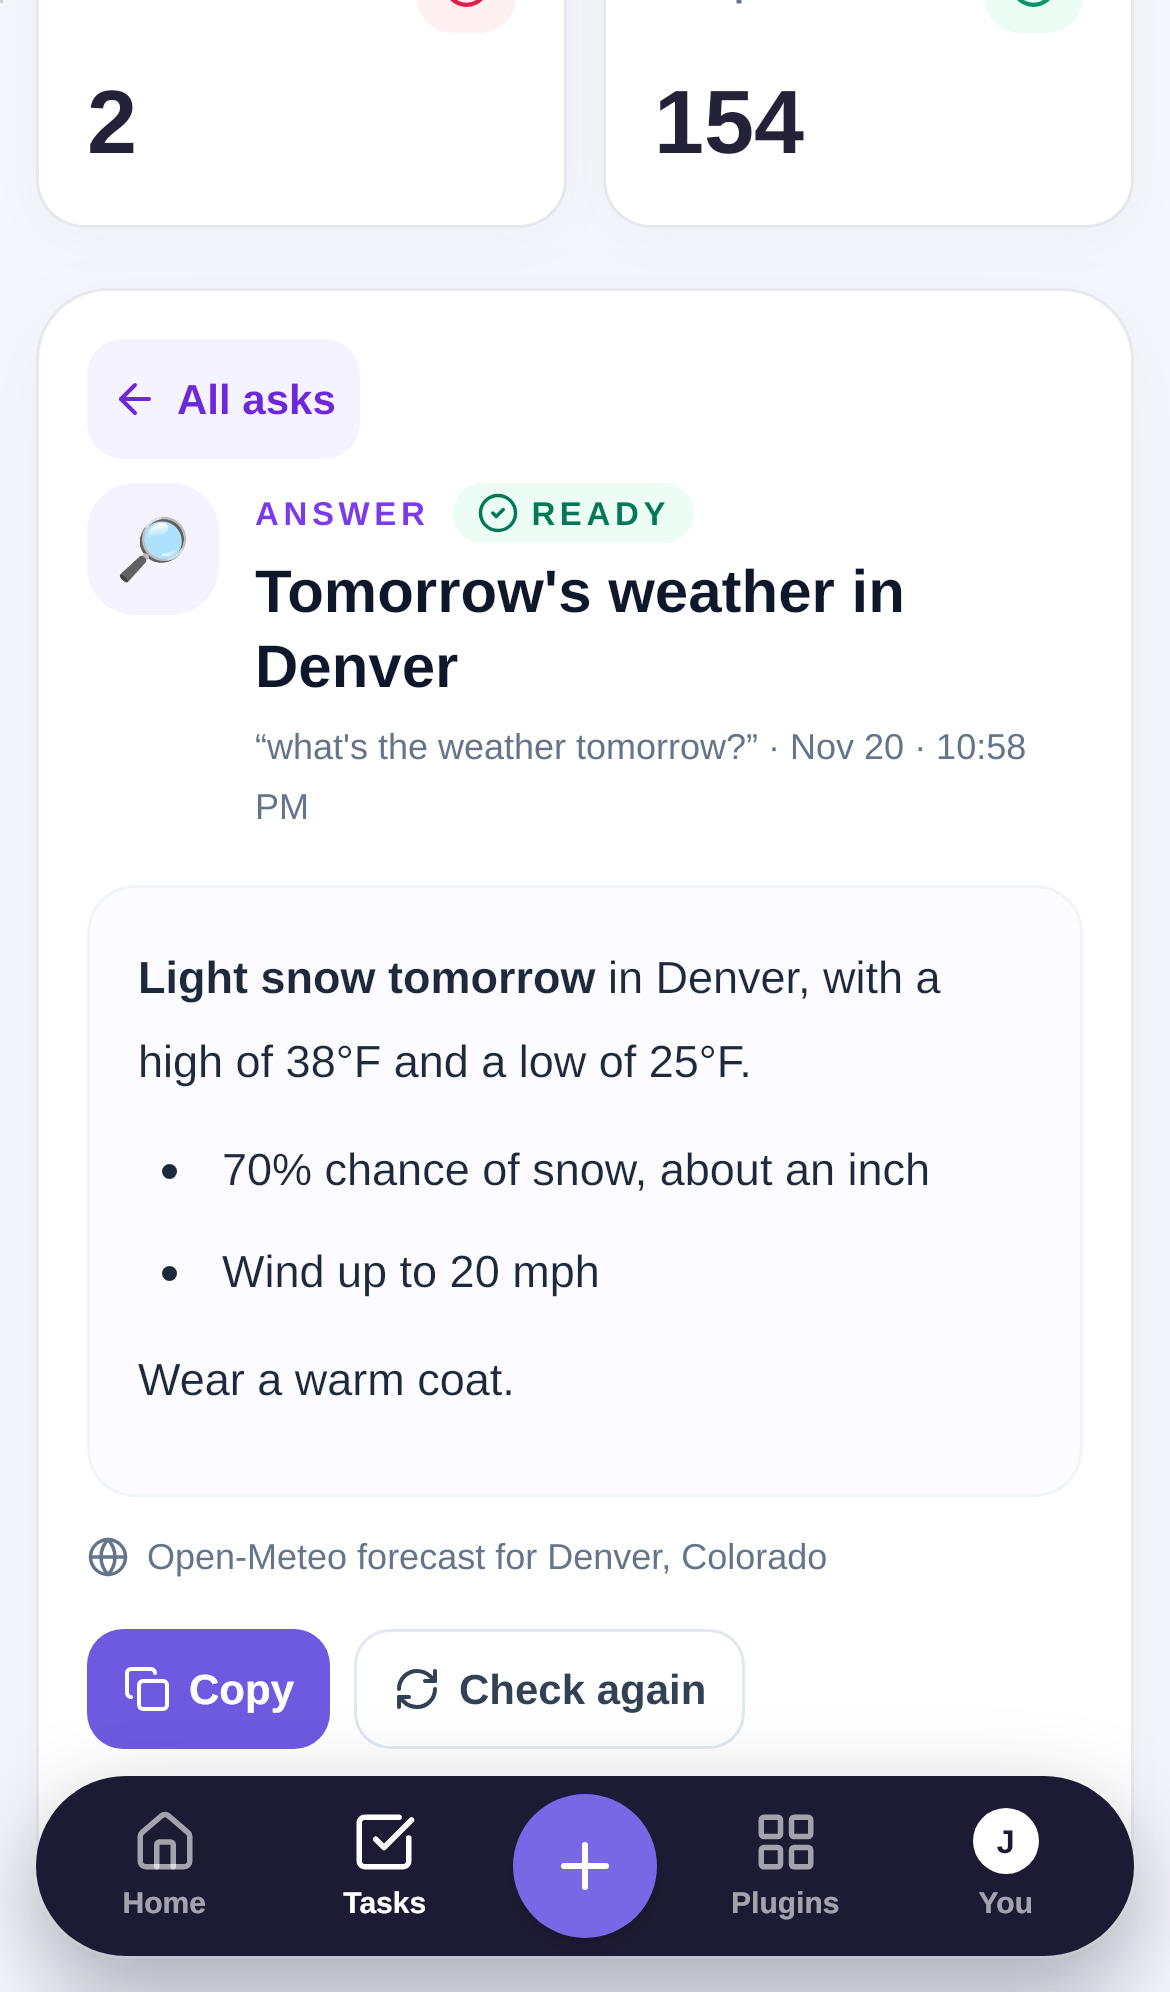 2
154
All asks
ANSWER
READY
Tomorrow's weather in
Denver
“what's the weather tomorrow?” · Nov 20 · 10:58
PM
Light snow tomorrow in Denver, with a
high of 38°F and a low of 25°F.
• 70% chance of snow, about an inch
• Wind up to 20 mph
Wear a warm coat.
Open-Meteo forecast for Denver, Colorado
Copy
Check again
Home
Tasks
Plugins
J
You